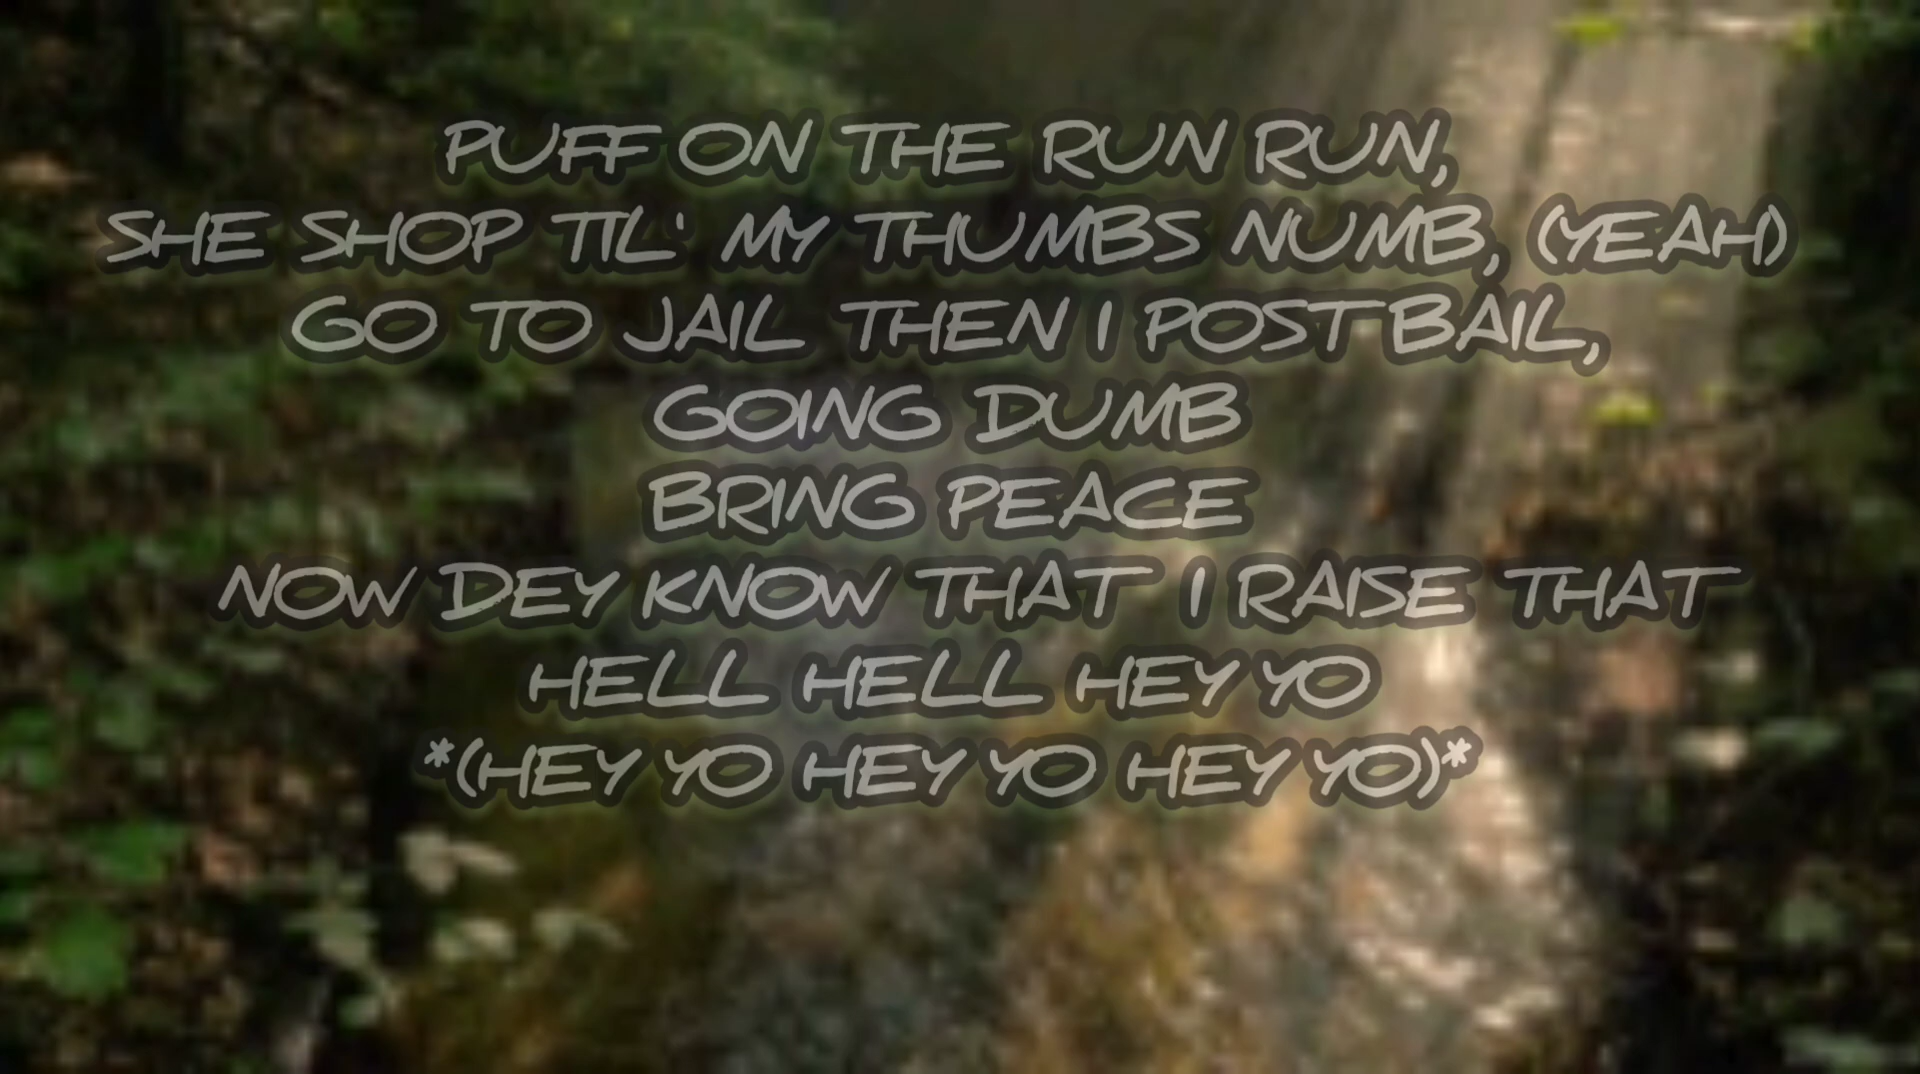 PUFF ON THE RUN RUN,
SHE SHOP TIL' MY THUMBS NUMB, (YEAH)
GO TO JAIL THEN I POST BAIL,
GOING DUMB
BRING PEACE
NOW DEY KNOW THAT I RAISE THAT
HELL HELL HEY YO
*(HEY YO HEY YO HEY YO)*